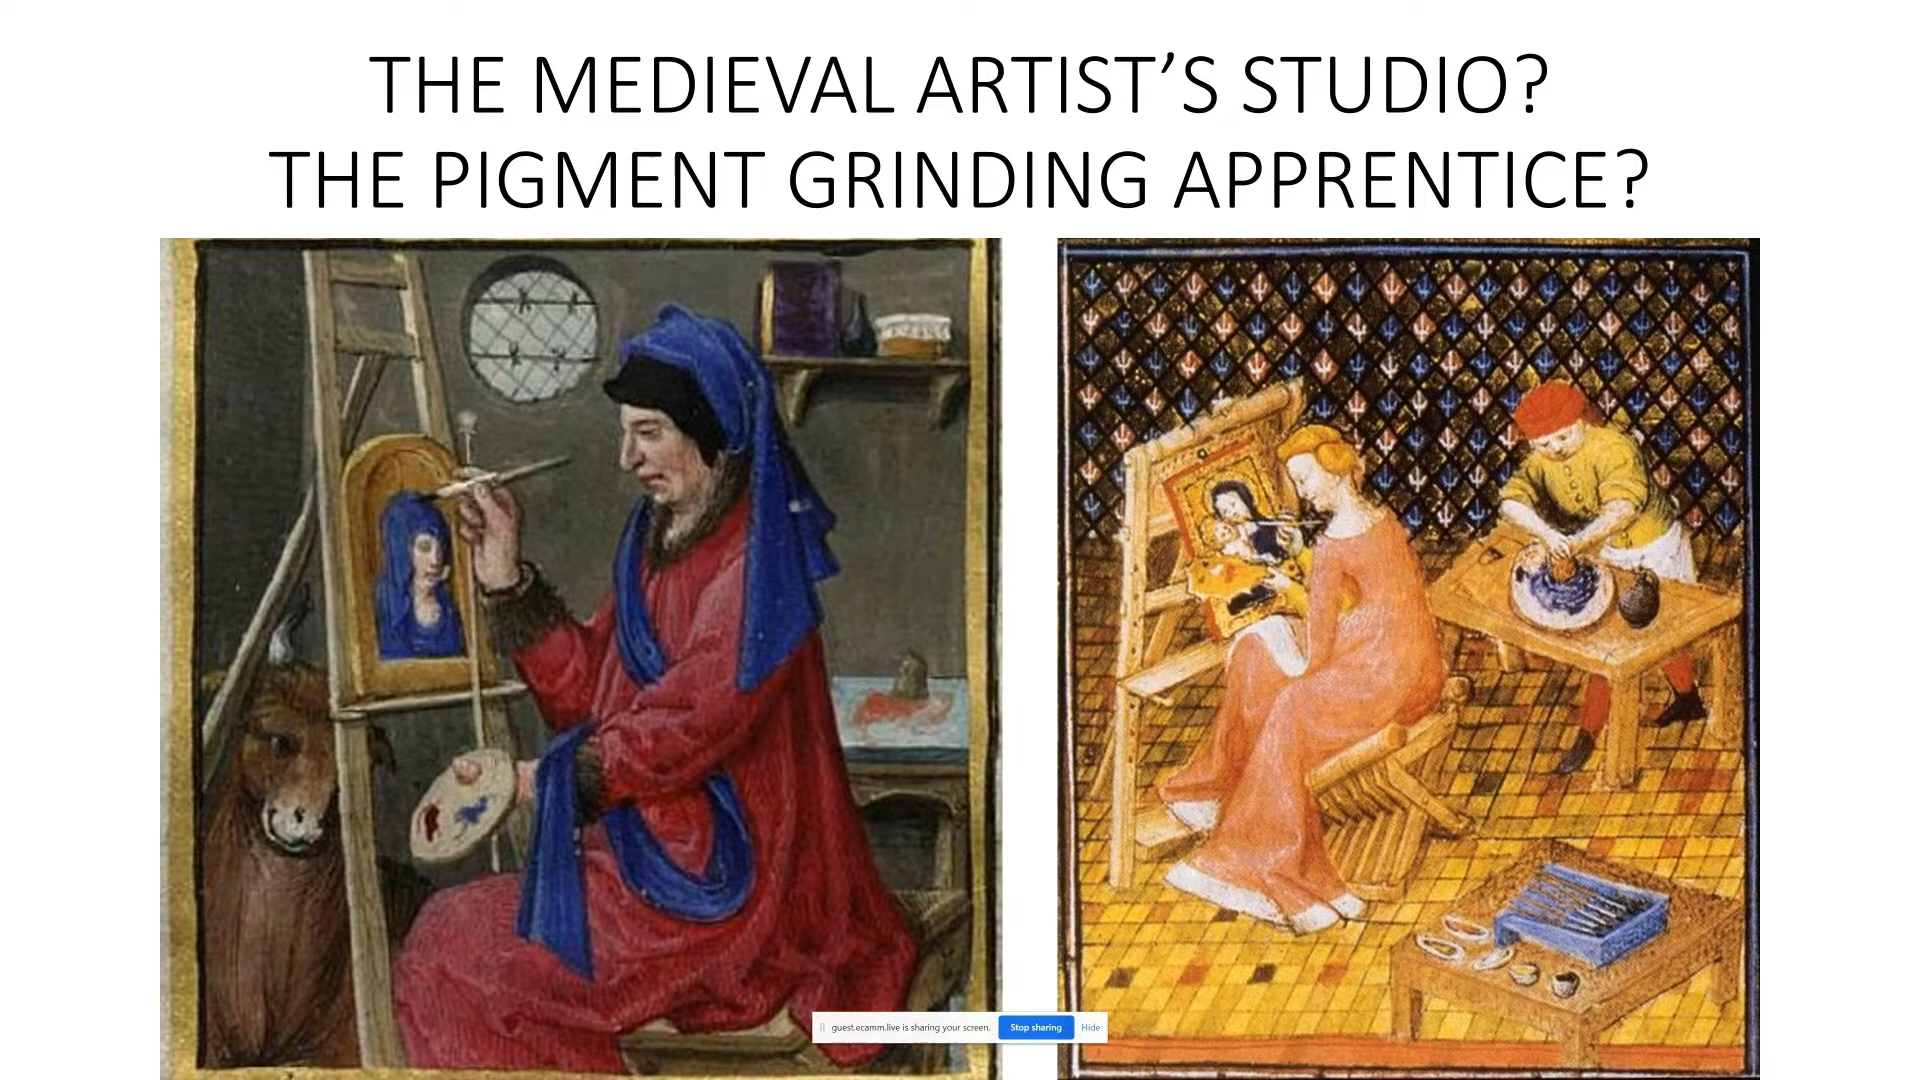 THE MEDIEVAL ARTIST’S STUDIO?
THE PIGMENT GRINDING APPRENTICE?
guest.ecamm.live is sharing your screen. Stop sharing Hide